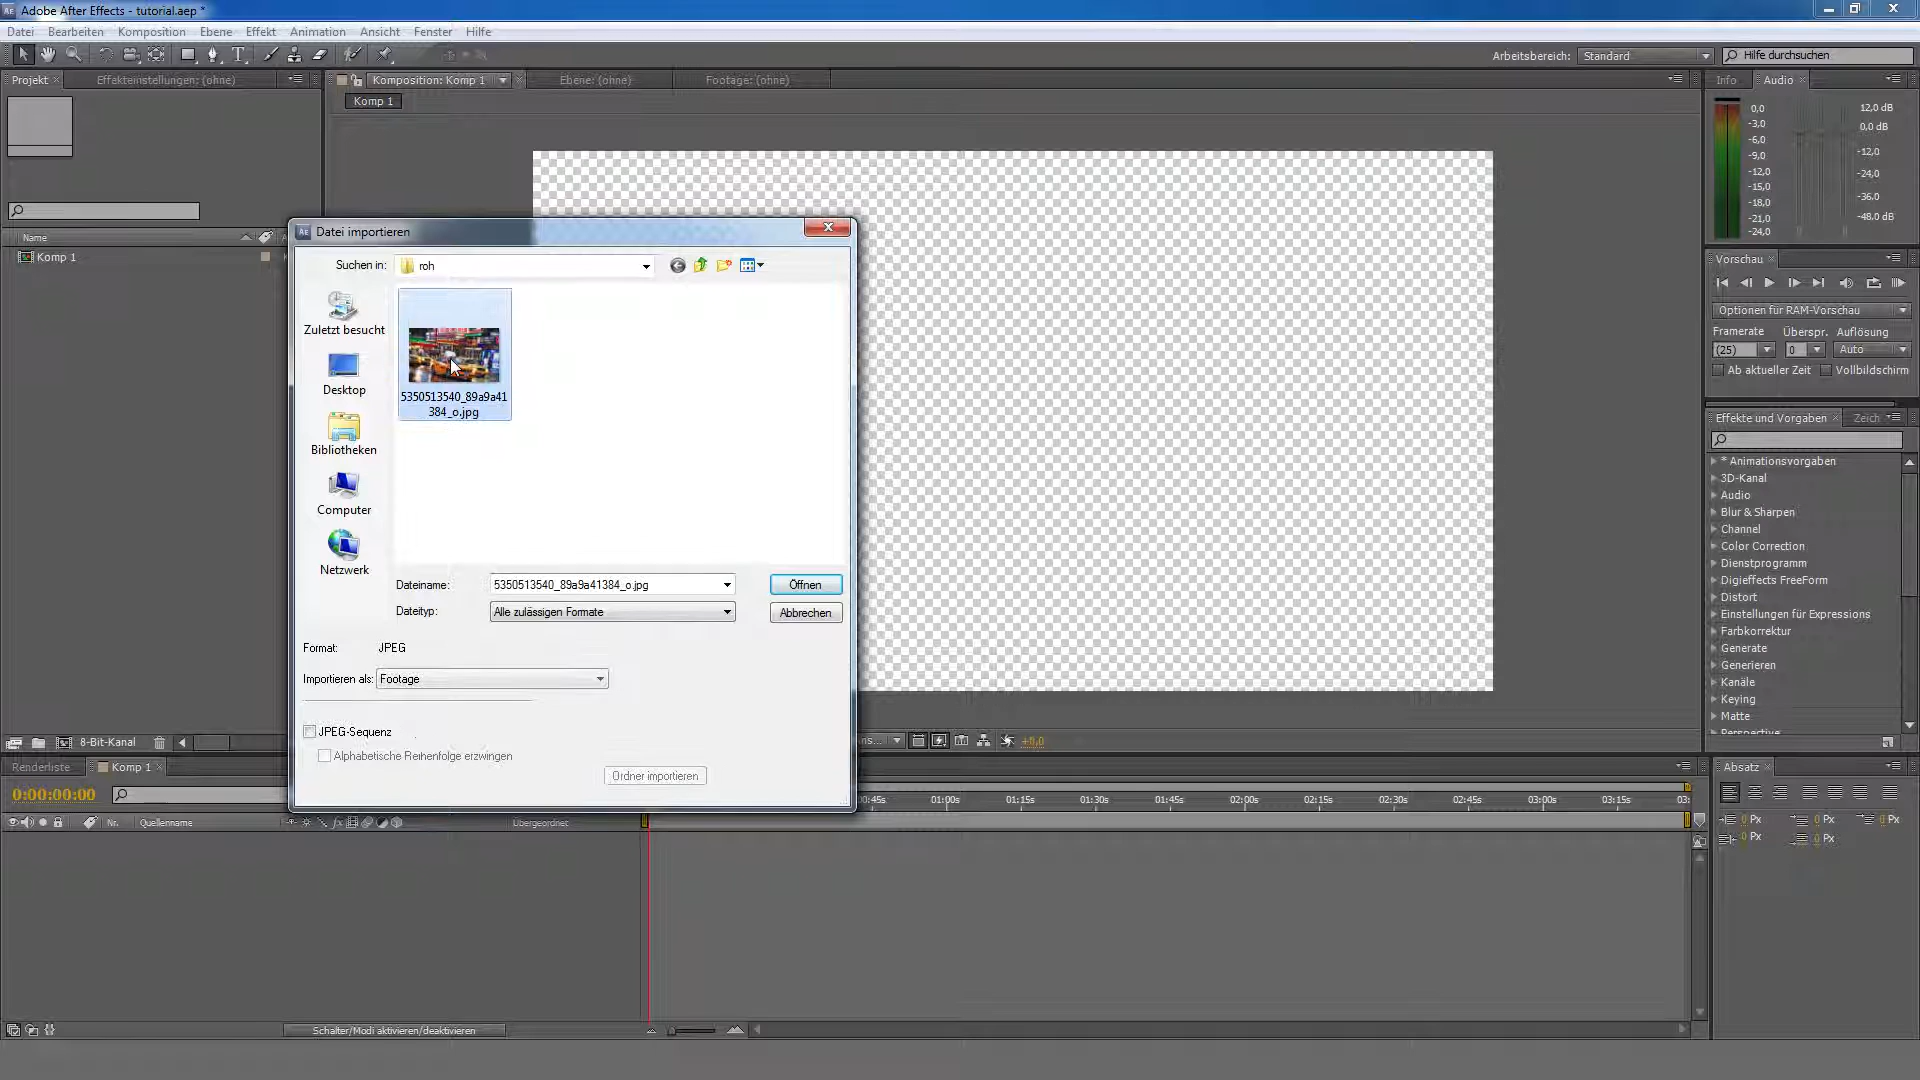 Adobe After Effects - tutorial.aep *
Datei Bearbeiten Komposition Ebene Effekt Animation Ansicht Fenster Hilfe
Arbeitsbereich: Standard Hilfe durchsuchen
Projekt Effekteinstellungen: (ohne) Komposition: Komp 1 Ebene: (ohne) Footage: (ohne) Info Audio
Komp 1
0,0
-3,0
-6,0
-9,0
-12,0
-15,0
-18,0
-21,0
-24,0
12,0 dB
0,0 dB
-12,0
-24,0
-36,0
-48,0 dB
Name
Komp 1
Datei importieren
Suchen in: roh
Zuletzt besucht
Desktop
Bibliotheken
Computer
Netzwerk
5350513540_89a9a41
384_o.jpg
Dateiname: 5350513540_89a9a41384_o.jpg Öffnen
Dateityp: Alle zulässigen Formate Abbrechen
Format: JPEG
Importieren als: Footage
JPEG-Sequenz
Alphabetische Reihenfolge erzwingen
Ordner importieren
Vorschau
Optionen für RAM-Vorschau
Framerate Überspr. Auflösung
(25) 0 Auto
Ab aktueller Zeit Vollbildschirm
Effekte und Vorgaben Zeich
* Animationsvorgaben
3D-Kanal
Audio
Blur & Sharpen
Channel
Color Correction
Dienstprogramm
Digieffects FreeForm
Distort
Einstellungen für Expressions
Farbkorrektur
Generate
Generieren
Kanäle
Keying
Matte
Perspective
8-Bit-Kanal
+0,0
Renderliste Komp 1
0:00:00:00
:45s 01:00s 01:15s 01:30s 01:45s 02:00s 02:15s 02:30s 02:45s 03:00s 03:15s 03:
Nr. Quellenname Übergeordnet
Absatz
0 Px 0 Px 0 Px
0 Px 0 Px
Schalter/Modi aktivieren/deaktivieren